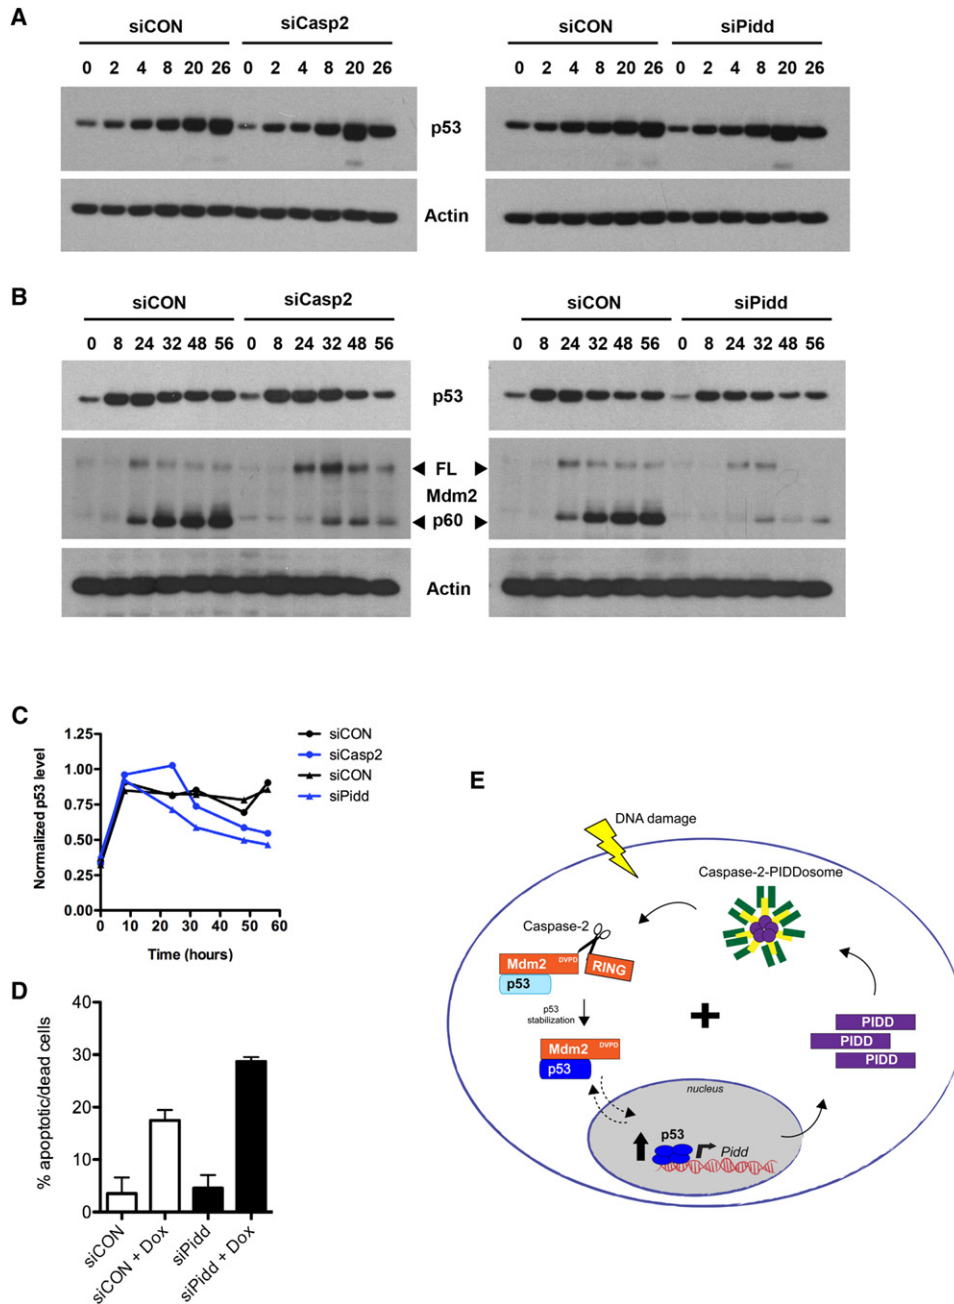 A
siCON siCasp2 siCON siPidd
0 2 4 8 20 26 0 2 4 8 20 26 0 2 4 8 20 26 0 2 4 8 20 26
p53
Actin
B
siCON siCasp2 siCON siPidd
0 8 24 32 48 56 0 8 24 32 48 56 0 8 24 32 48 56 0 8 24 32 48 56
p53
FL
Mdm2
p60
Actin
C
Normalized p53 level
1.25
1.00
0.75
0.50
0.25
0.00
0 10 20 30 40 50 60
Time (hours)
siCON
siCasp2
siCON
siPidd
D
% apoptotic/dead cells
40
30
20
10
0
siCON
siCON + Dox
siPidd
siPidd + Dox
E
DNA damage
Caspase-2-PIDDosome
Caspase-2
Mdm2 DVPD RING
p53
p53
stabilization
Mdm2 DVPD
p53
PIDD
PIDD
PIDD
nucleus
p53
Pidd